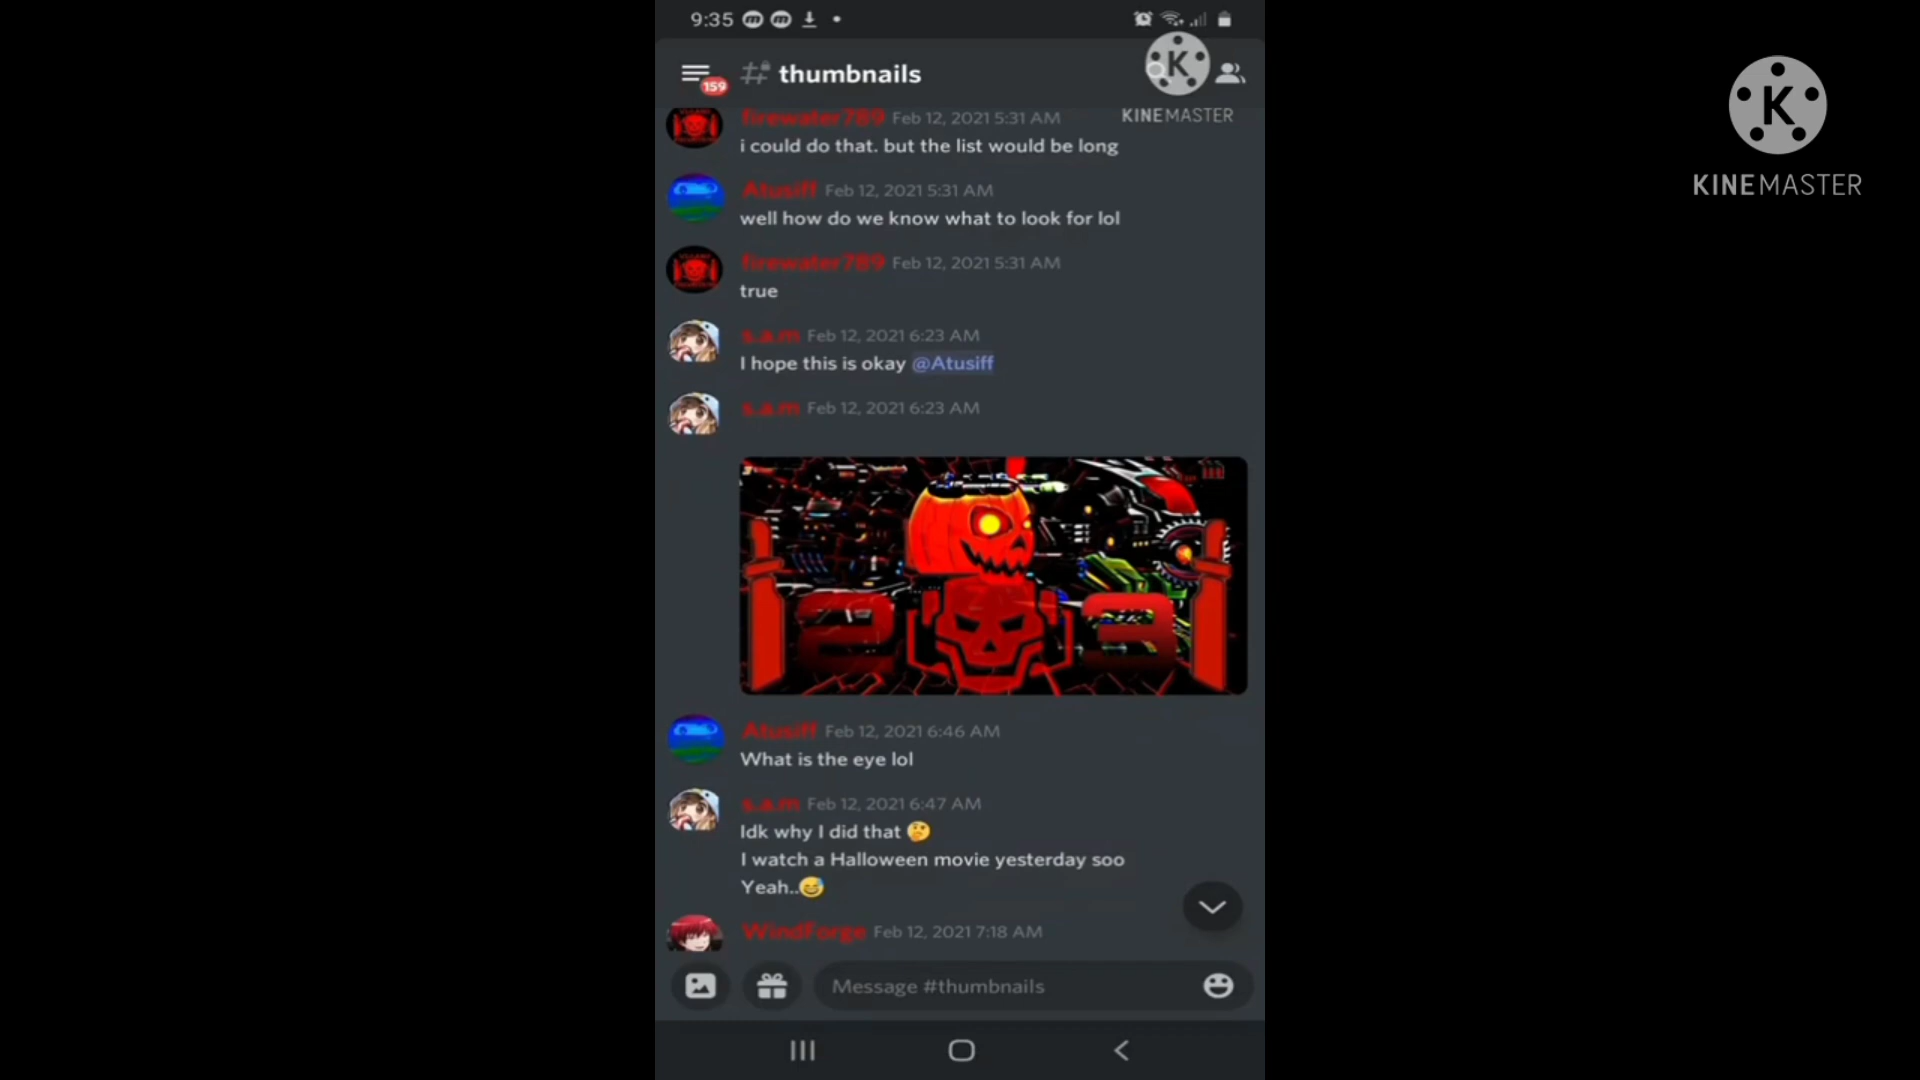 9:35
159
thumbnails
KINEMASTER
KINEMASTER
firewater789 Feb 12, 2021 5:31 AM
i could do that. but the list would be long
Atusiff Feb 12, 2021 5:31 AM
well how do we know what to look for lol
firewater789 Feb 12, 2021 5:31 AM
true
s.a.m Feb 12, 2021 6:23 AM
I hope this is okay @Atusiff
s.a.m Feb 12, 2021 6:23 AM
2 3
Atusiff Feb 12, 2021 6:46 AM
What is the eye lol
s.a.m Feb 12, 2021 6:47 AM
Idk why I did that 🤔
I watch a Halloween movie yesterday soo
Yeah..😅
WindForge Feb 12, 2021 7:18 AM
Message #thumbnails